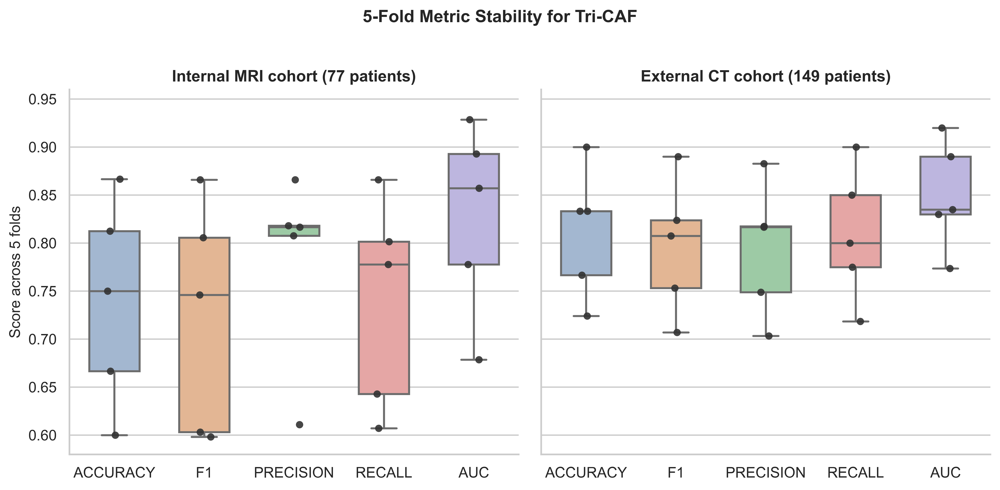 5-Fold Metric Stability for Tri-CAF
Internal MRI cohort (77 patients)
External CT cohort (149 patients)
Score across 5 folds
0.95
0.90
0.85
0.80
0.75
0.70
0.65
0.60
ACCURACY F1 PRECISION RECALL AUC
ACCURACY F1 PRECISION RECALL AUC